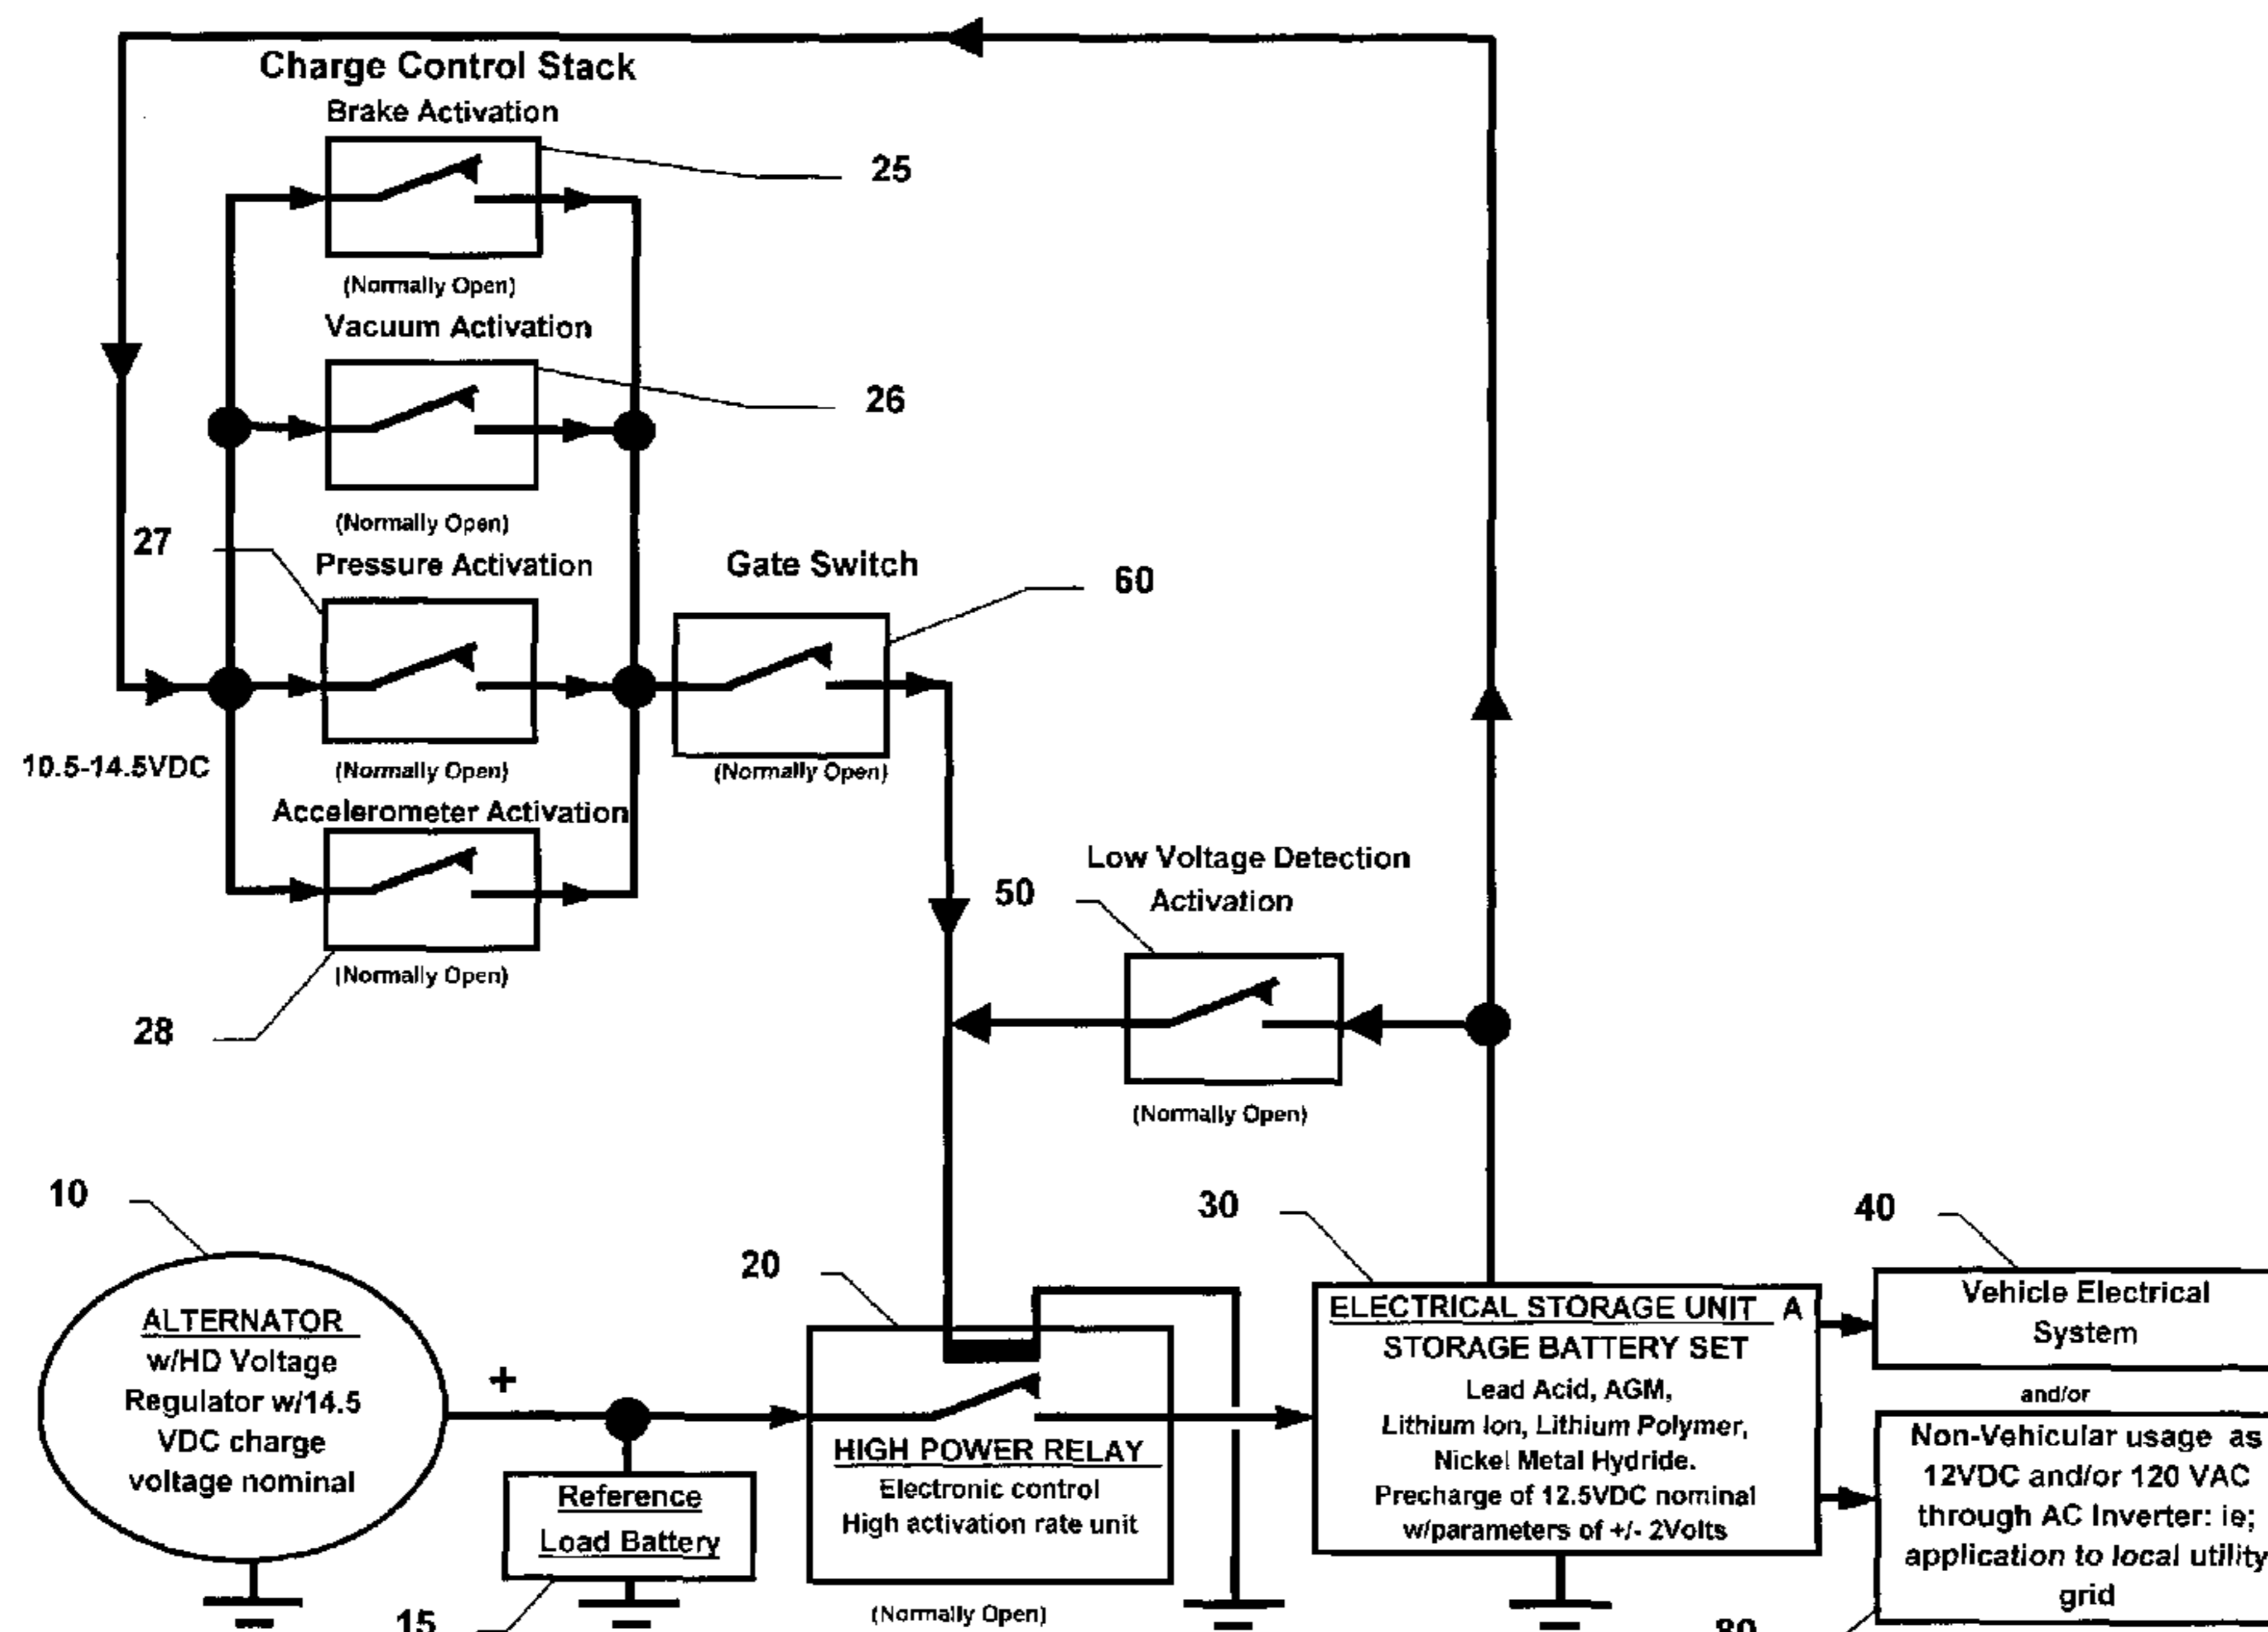 Charge Control Stack
Brake Activation
25
(Normally Open)
Vacuum Activation
26
(Normally Open)
27
Pressure Activation
Gate Switch
60
10.5-14.5VDC
(Normally Open)
(Normally Open)
Accelerometer Activation
(Normally Open)
28
Low Voltage Detection
Activation
50
(Normally Open)
10
ALTERNATOR
w/HD Voltage
Regulator w/14.5
VDC charge
voltage nominal
+
Reference
Load Battery
15
20
HIGH POWER RELAY
Electronic control
High activation rate unit
(Normally Open)
30
ELECTRICAL STORAGE UNIT A
STORAGE BATTERY SET
Lead Acid, AGM,
Lithium Ion, Lithium Polymer,
Nickel Metal Hydride.
Precharge of 12.5VDC nominal
w/parameters of +/- 2Volts
40
Vehicle Electrical
System
and/or
Non-Vehicular usage as
12VDC and/or 120 VAC
through AC Inverter: ie;
application to local utility
grid